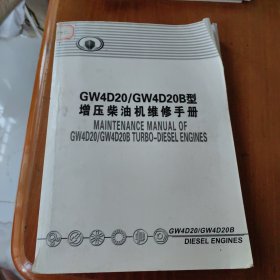 GW4D20/GW4D20B型
增压柴油机维修手册
MAINTENANCE MANUAL OF
GW4D20/GW4D20B TURBO-DIESEL ENGINES
GW4D20/GW4D20B
DIESEL ENGINES